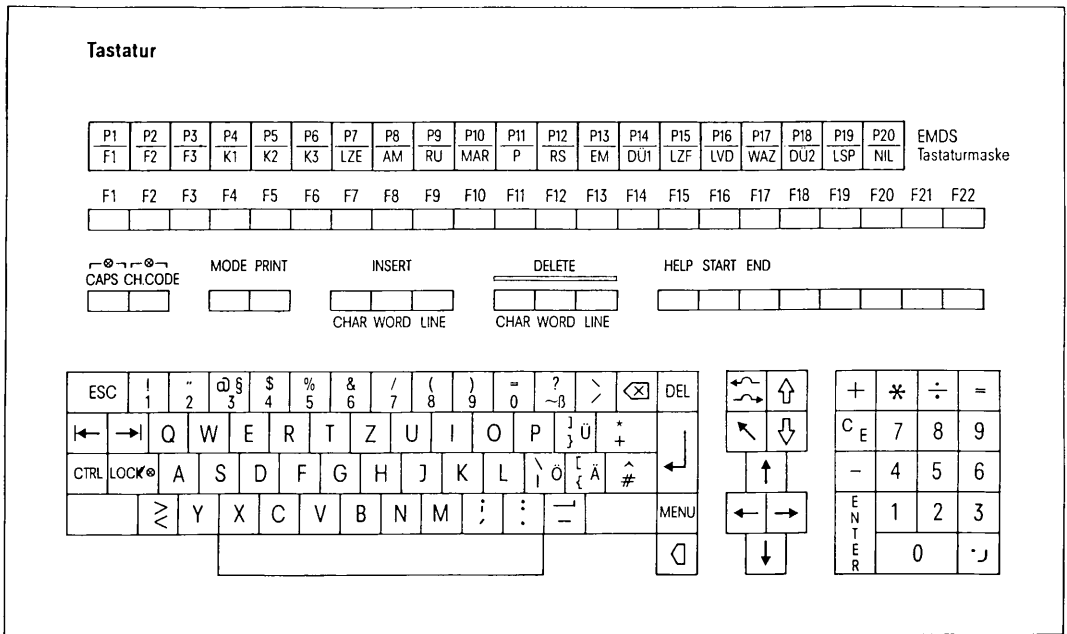 Tastatur
P1 P2 P3 P4 P5 P6 P7 P8 P9 P10 P11 P12 P13 P14 P15 P16 P17 P18 P19 P20 EMDS
F1 F2 F3 K1 K2 K3 LZE AM RU MAR P RS EM DÜ1 LZF LVD WAZ DÜ2 LSP NIL Tastaturmaske
F1 F2 F3 F4 F5 F6 F7 F8 F9 F10 F11 F12 F13 F14 F15 F16 F17 F18 F19 F20 F21 F22
CAPS CH.CODE MODE PRINT INSERT DELETE HELP START END
CHAR WORD LINE CHAR WORD LINE
ESC ! " @ § $ % & / ( ) = ? \ DEL + * ÷ =
1 2 3 4 5 6 7 8 9 0 ~ß /
Q W E R T Z U I O P ] } Ü * + CE 7 8 9
CTRL LOCK A S D F G H J K L \ | Ö [ { Ä ^ # - 4 5 6
> < Y X C V B N M ; , : . _ MENU ENTER 1 2 3
0 .,